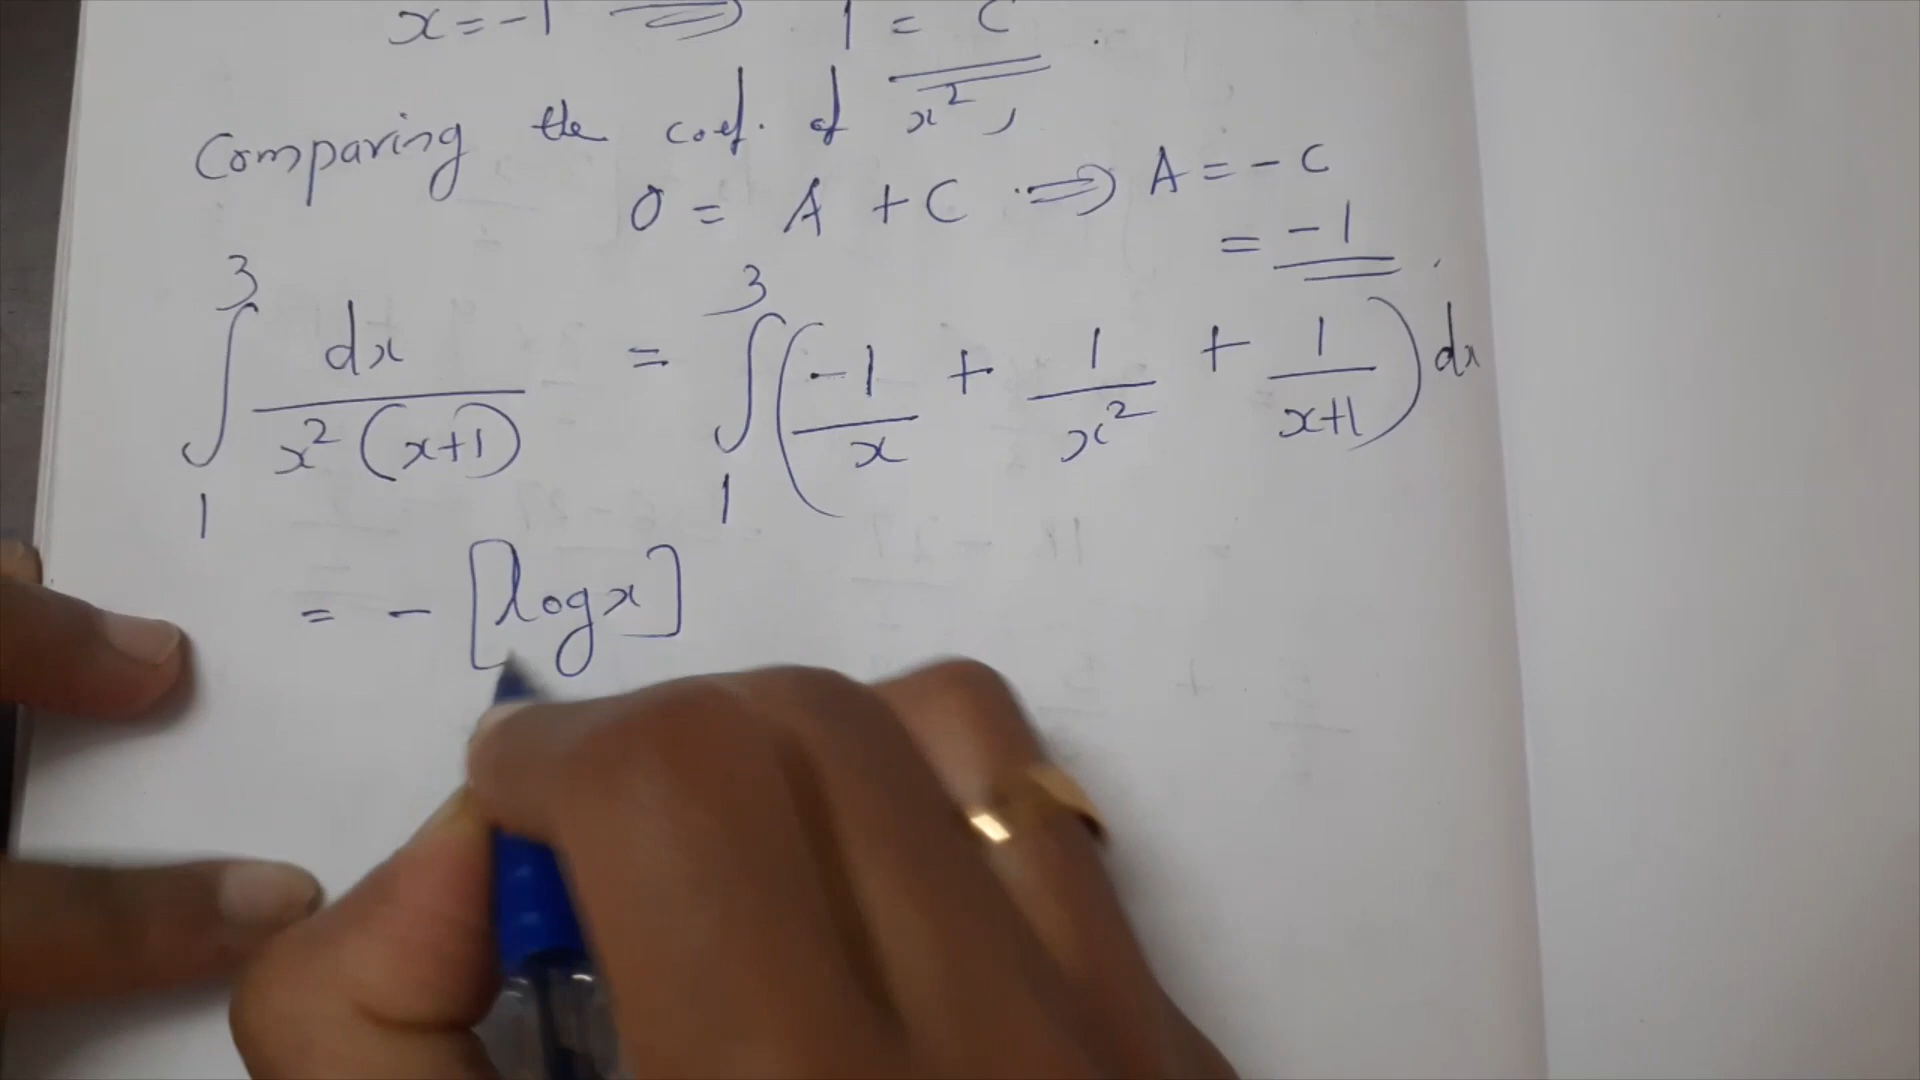 x = -1 ⟹ 1 = C
Comparing the coef. of x²,
0 = A + C ⟹ A = -C
= -1
∫₁³ dx / x²(x+1) = ∫₁³ ( -1/x + 1/x² + 1/(x+1) ) dx
= - [log x]